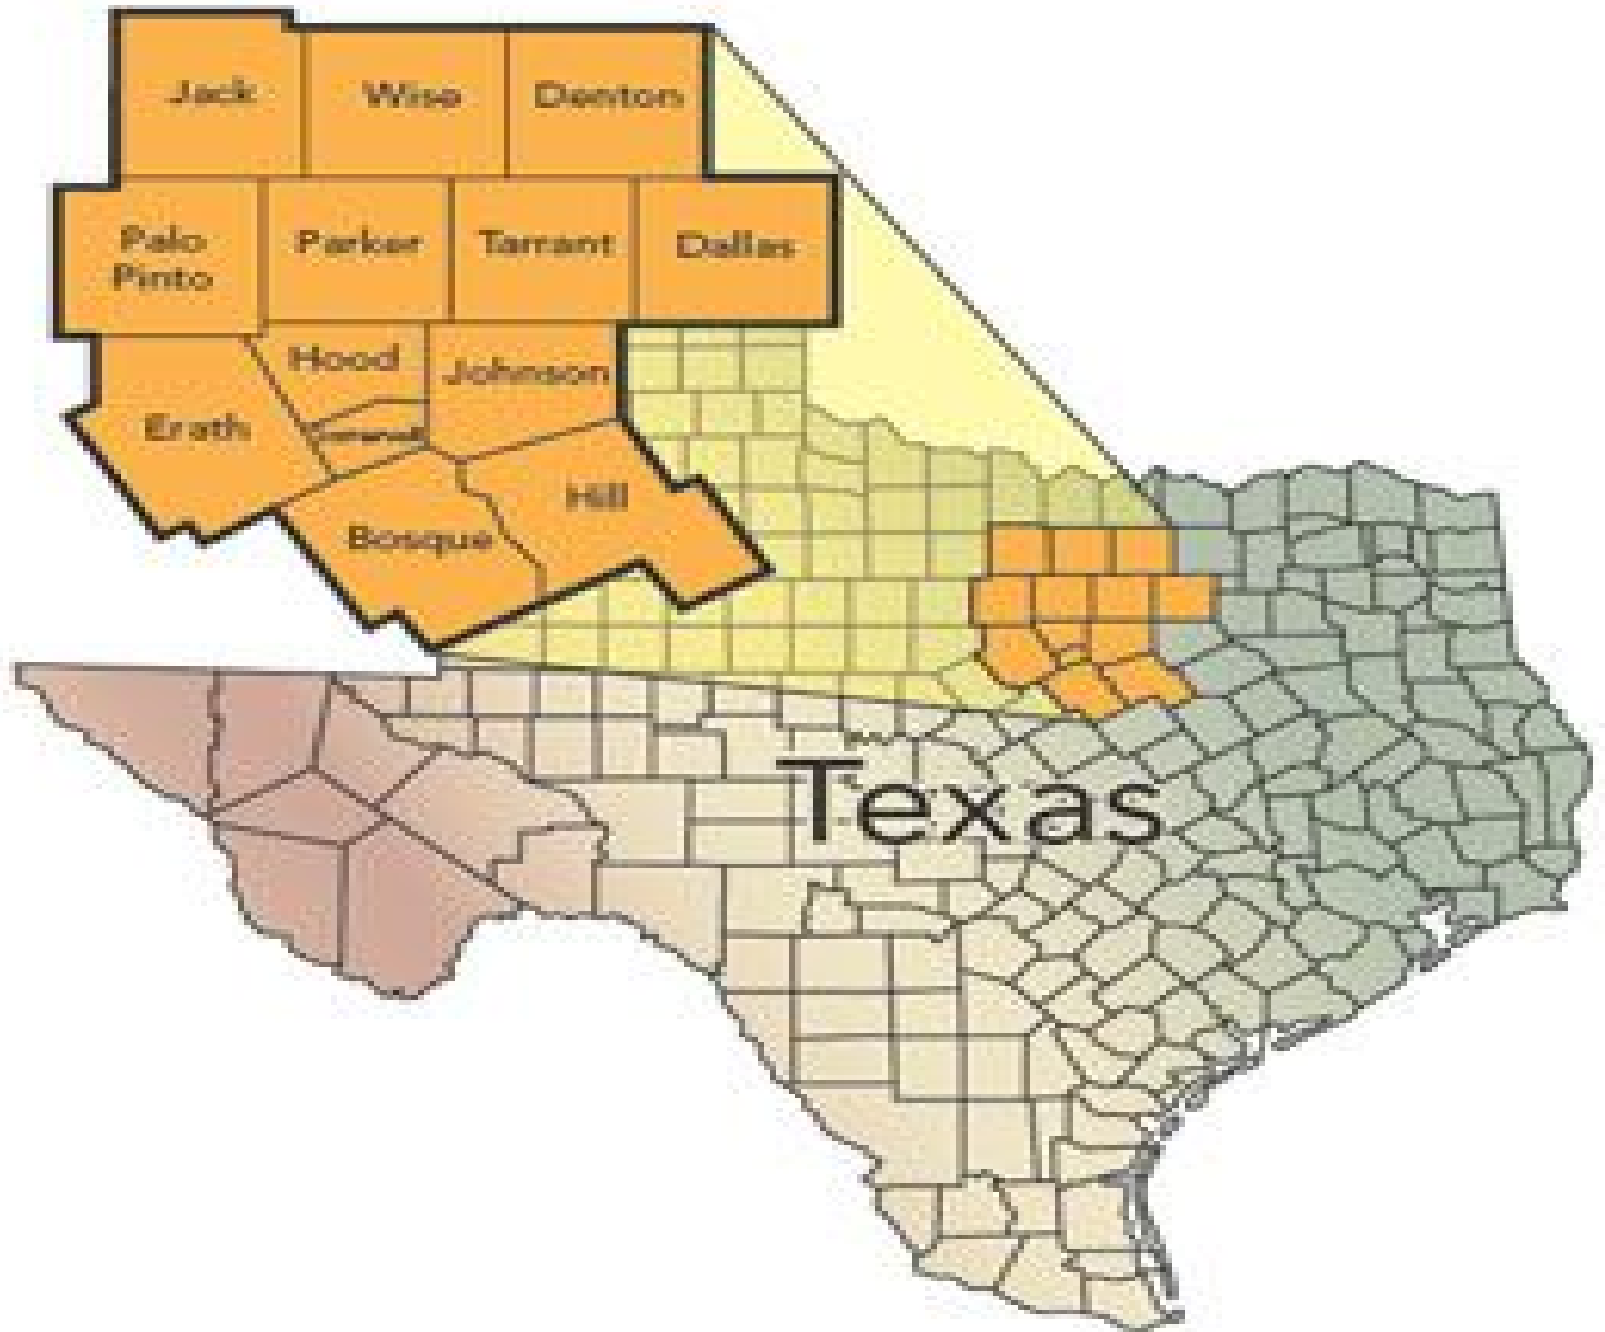 Jack
Wise
Denton
Palo
Pinto
Parker
Tarrant
Dallas
Hood
Johnson
Erath
Hill
Bosque
Texas